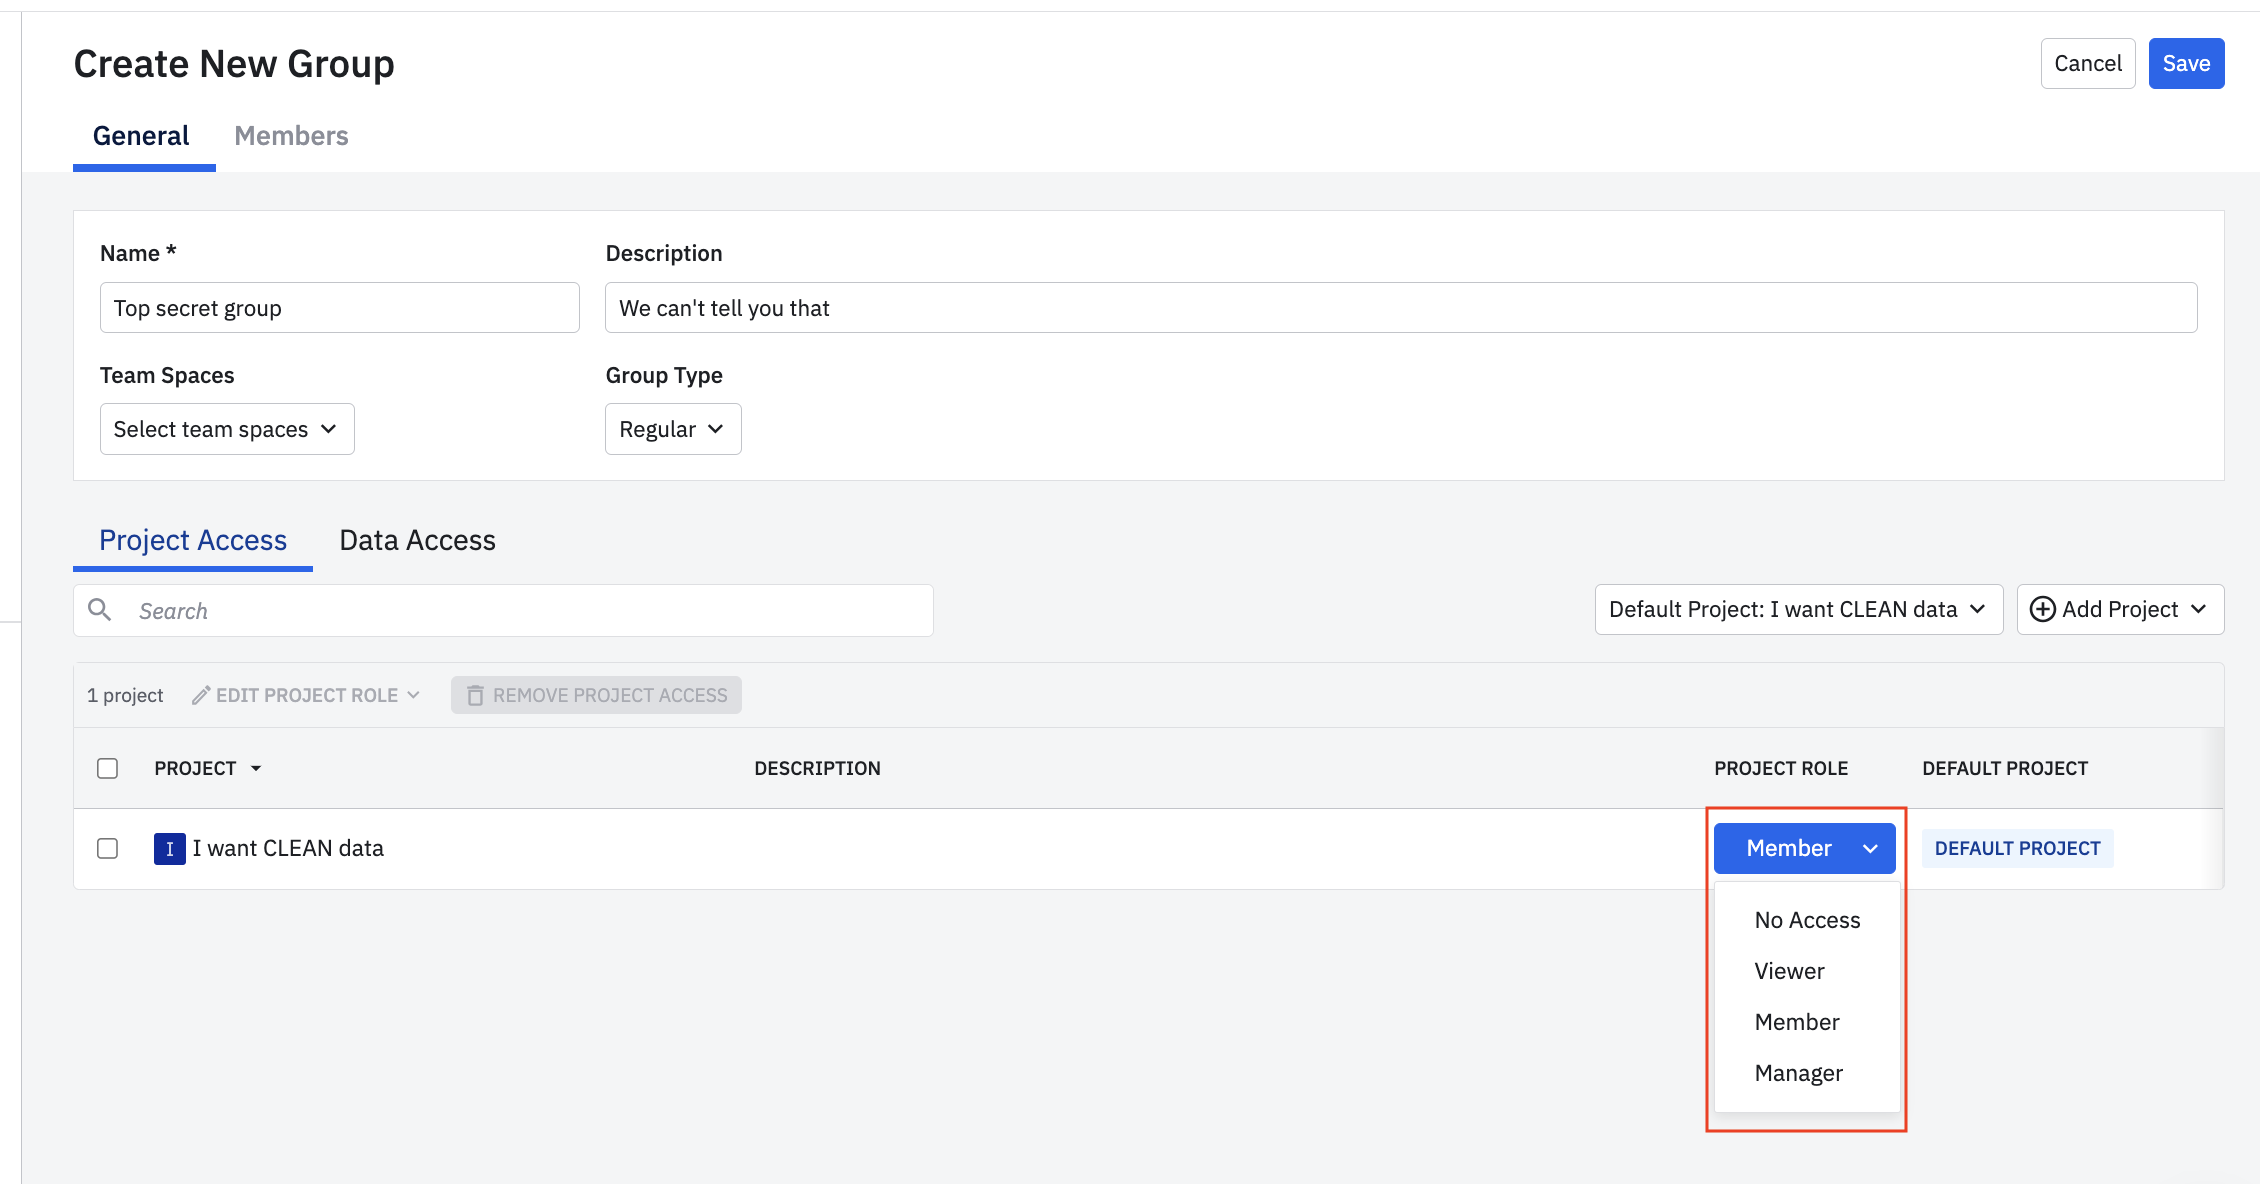 Create New Group
Cancel
Save
General
Members
Name *
Description
Top secret group
We can't tell you that
Team Spaces
Group Type
Select team spaces
Regular
Project Access
Data Access
Search
Default Project: I want CLEAN data
Add Project
1 project
EDIT PROJECT ROLE
REMOVE PROJECT ACCESS
PROJECT
DESCRIPTION
PROJECT ROLE
DEFAULT PROJECT
I
I want CLEAN data
Member
DEFAULT PROJECT
No Access
Viewer
Member
Manager